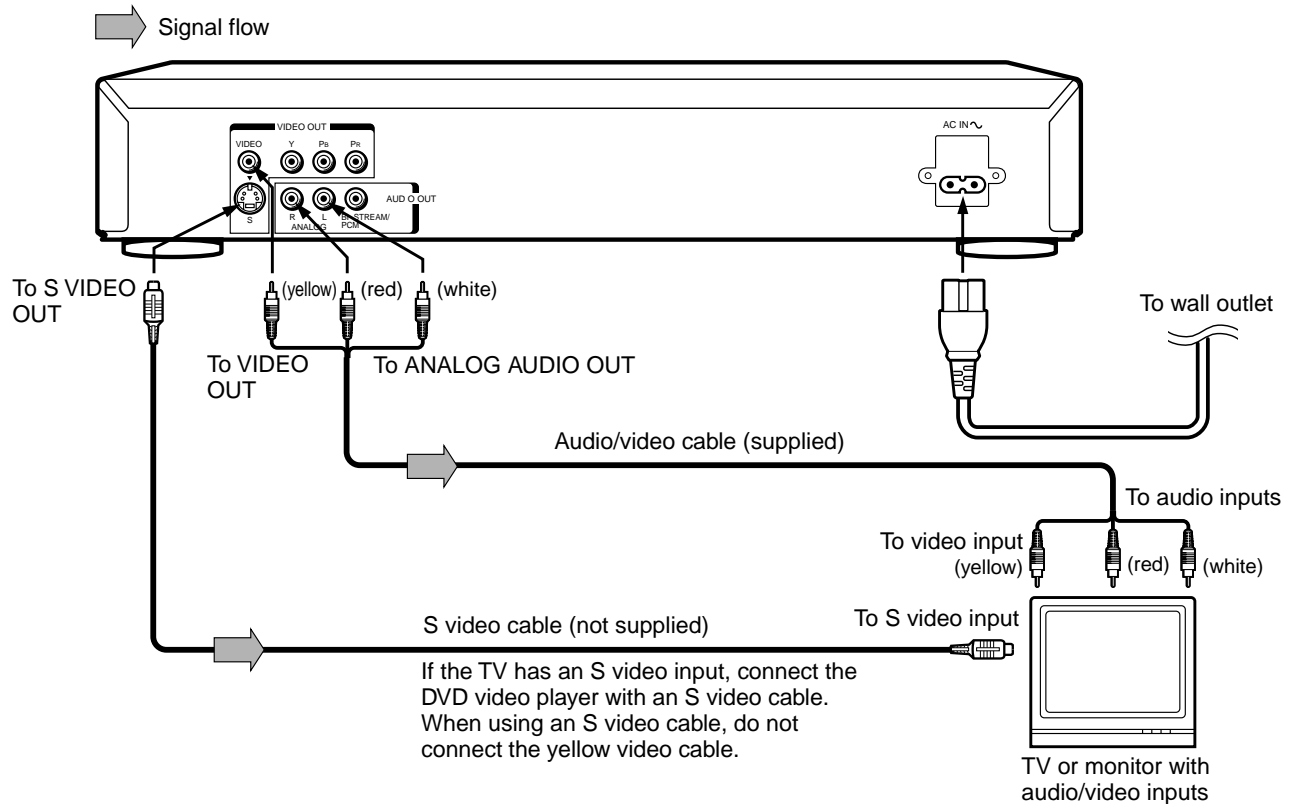 Signal flow
VIDEO OUT
VIDEO
Y
PB
PR
S
R
L
ANALOG
BI STREAM/
PCM
AUD O OUT
AC IN
To S VIDEO
OUT
(yellow)
(red)
(white)
To VIDEO
OUT
To ANALOG AUDIO OUT
To wall outlet
Audio/video cable (supplied)
To audio inputs
To video input
(yellow)
(red)
(white)
To S video input
S video cable (not supplied)
If the TV has an S video input, connect the
DVD video player with an S video cable.
When using an S video cable, do not
connect the yellow video cable.
TV or monitor with
audio/video inputs